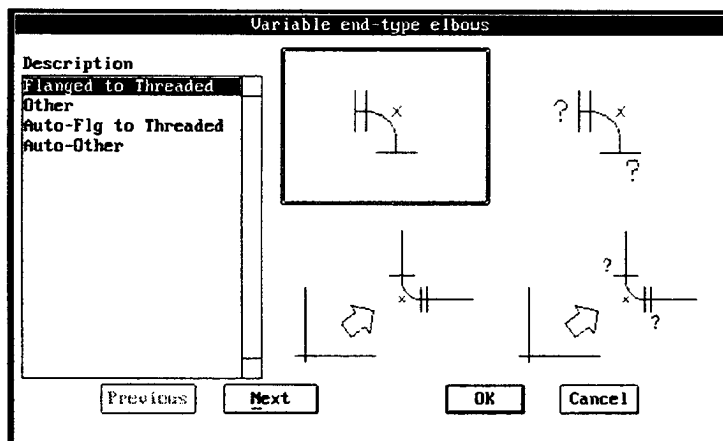 Variable end-type elbows
Description
Flanged to Threaded
Other
Auto-Flg to Threaded
Auto-Other
?
?
?
?
Previous
Next
OK
Cancel